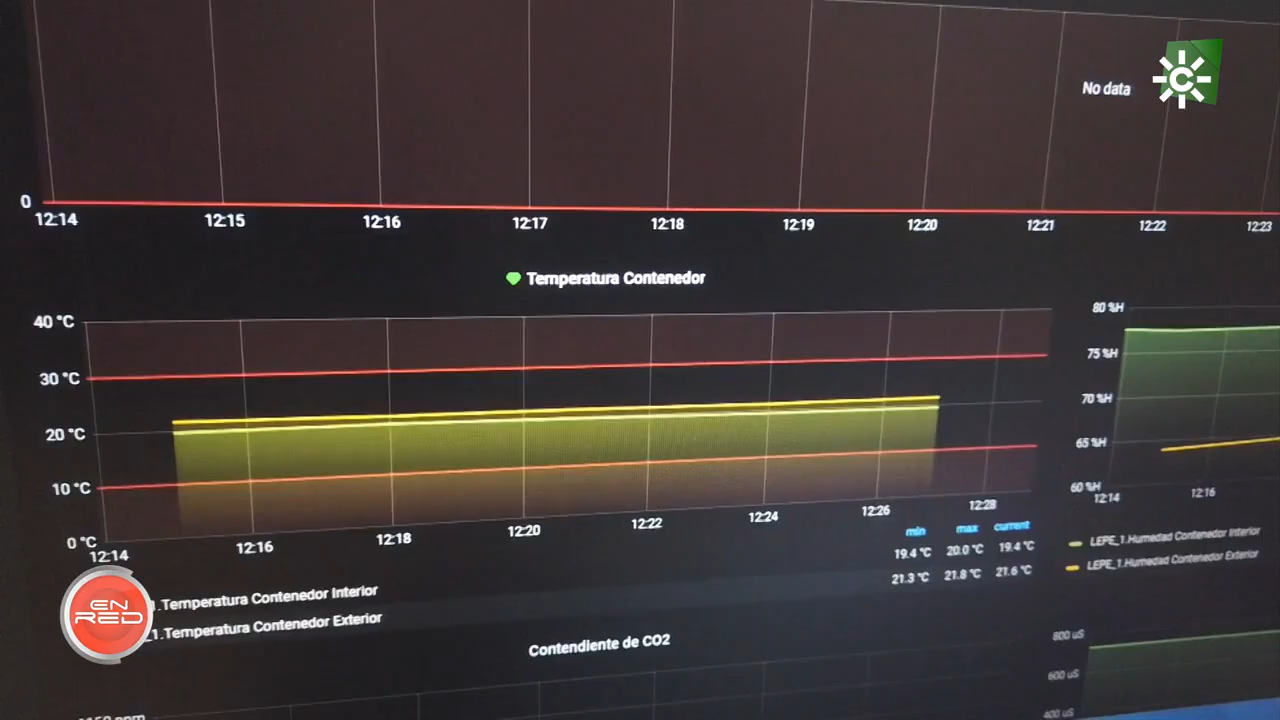 No data
0
12:14 12:15 12:16 12:17 12:18 12:19 12:20 12:21 12:22 12:23
Temperatura Contenedor
40 °C
30 °C
20 °C
10 °C
0 °C
12:14 12:16 12:18 12:20 12:22 12:24 12:26 12:28
min max current
1.Temperatura Contenedor Interior 19.4 °C 20.0 °C 19.4 °C
_1.Temperatura Contenedor Exterior 21.3 °C 21.8 °C 21.6 °C
80 %H
75 %H
70 %H
65 %H
60 %H
12:14 12:16
LEPE_1.Humedad Contenedor Interior
LEPE_1.Humedad Contenedor Exterior
Contendiente de CO2
800 uS
600 uS
400 uS
EN
RED
C